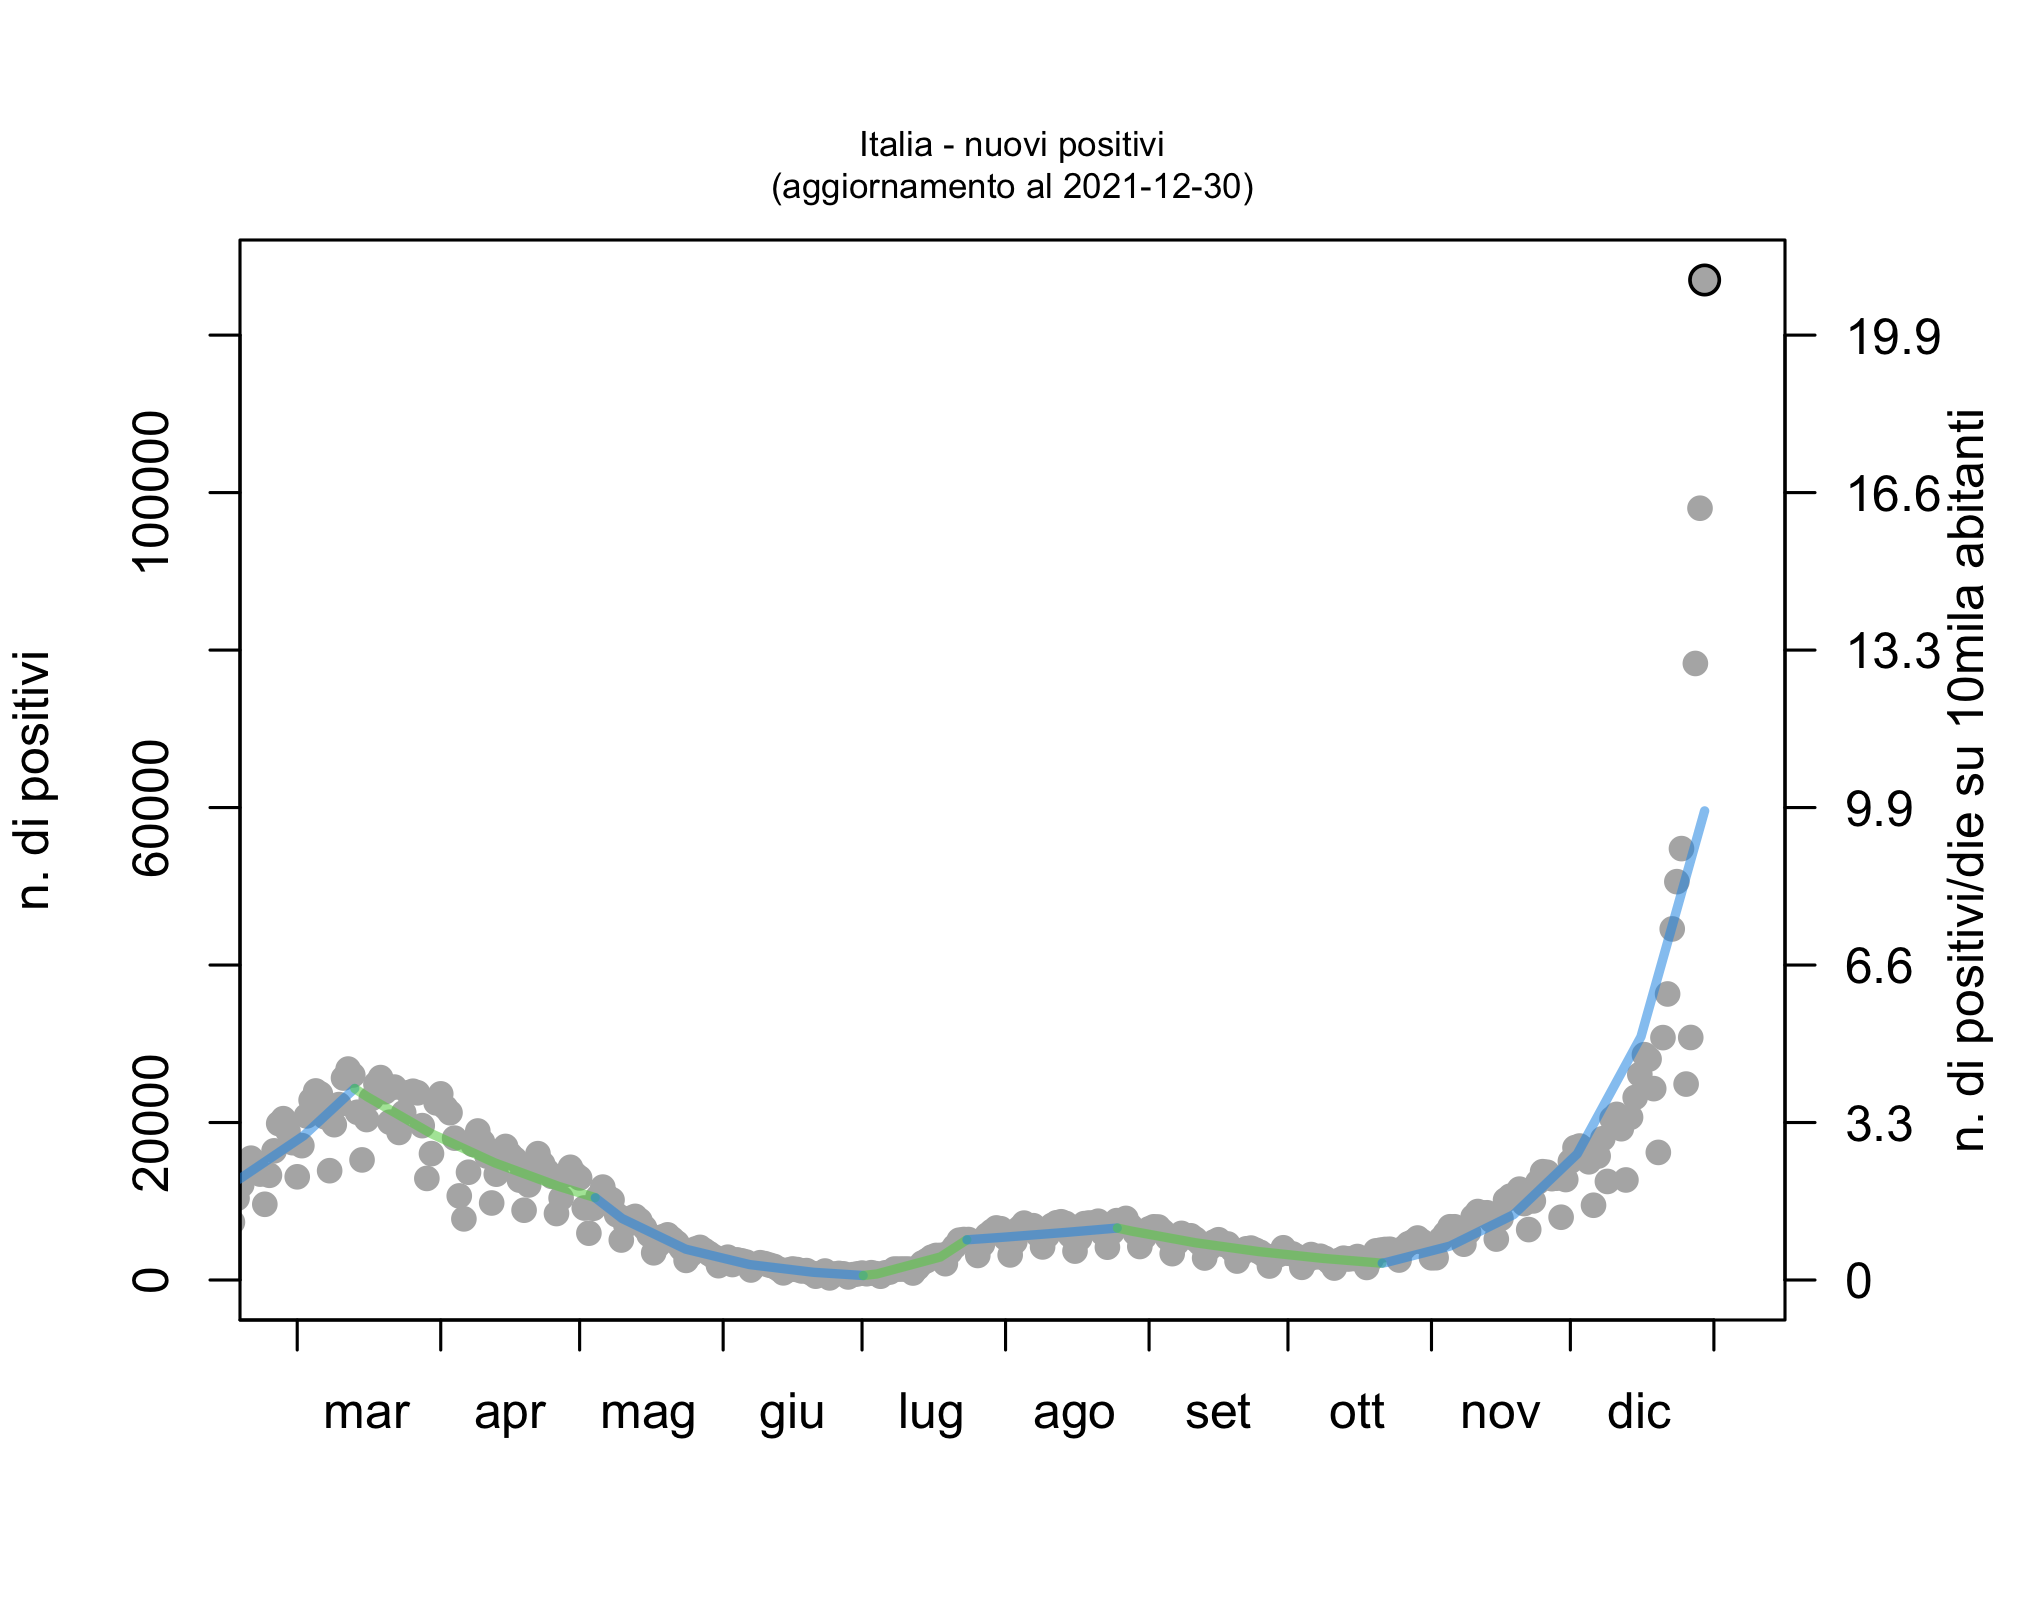 Italia - nuovi positivi
(aggiornamento al 2021-12-30)
n. di positivi
100000
60000
20000
0
19.9
16.6
13.3
9.9
6.6
3.3
0
n. di positivi/die su 10mila abitanti
mar apr mag giu lug ago set ott nov dic